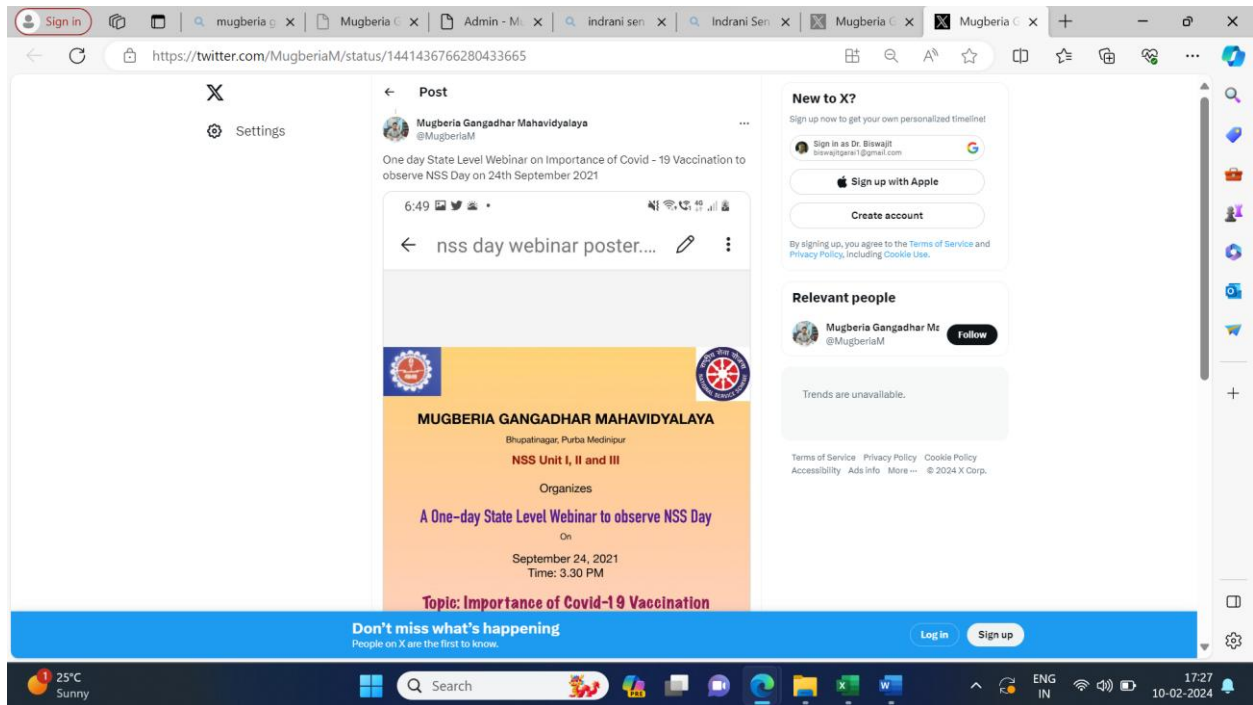 Sign in
mugberia g
Mugberia G
Admin - M
indrani sen
Indrani Sen
Mugberia G
Mugberia G
https://twitter.com/MugberiaM/status/1441436766280433665
Settings
Post
Mugberia Gangadhar Mahavidyalaya
@MugberiaM
One day State Level Webinar on Importance of Covid - 19 Vaccination to
observe NSS Day on 24th September 2021
6:49
nss day webinar poster....
MUGBERIA GANGADHAR MAHAVIDYALAYA
Bhupatinagar, Purba Medinipur
NSS Unit I, II and III
Organizes
A One-day State Level Webinar to observe NSS Day
On
September 24, 2021
Time: 3.30 PM
Topic: Importance of Covid-19 Vaccination
New to X?
Sign up now to get your own personalized timeline!
Sign in as Dr. Biswajit
biswajitgarai1@gmail.com
Sign up with Apple
Create account
By signing up, you agree to the Terms of Service and
Privacy Policy, including Cookie Use.
Relevant people
Mugberia Gangadhar Ma
@MugberiaM
Follow
Trends are unavailable.
Terms of Service Privacy Policy Cookie Policy
Accessibility Ads info More ... © 2024 X Corp.
Don't miss what's happening
People on X are the first to know.
Log in
Sign up
1
25°C
Sunny
Search
PRE
ENG
IN
17:27
10-02-2024